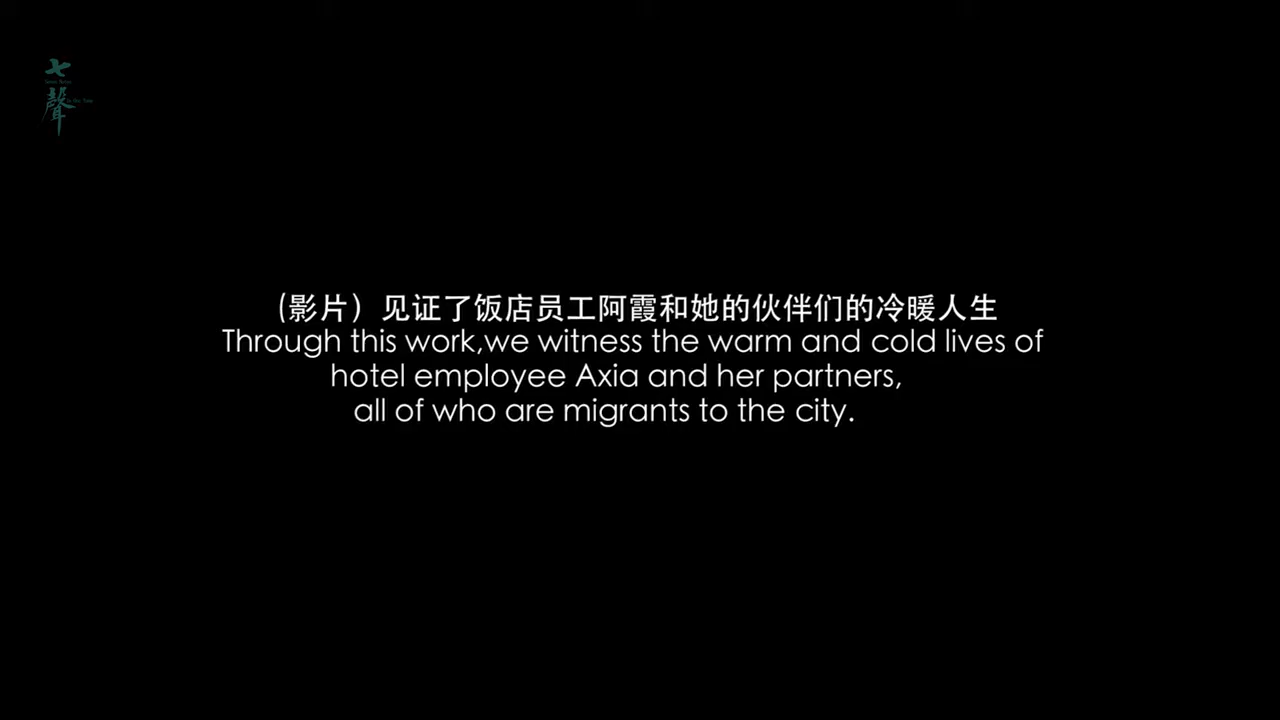 七
聲
（影片）见证了饭店员工阿霞和她的伙伴们的冷暖人生
Through this work,we witness the warm and cold lives of
hotel employee Axia and her partners,
all of who are migrants to the city.